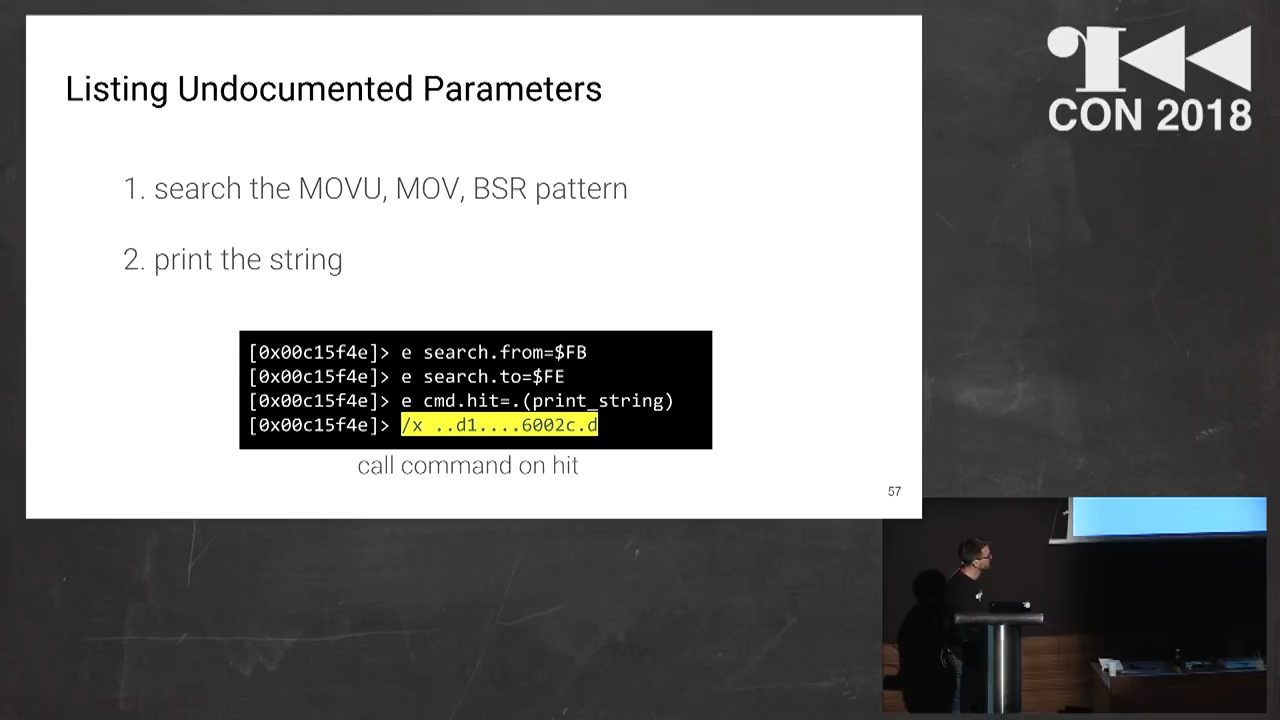 Listing Undocumented Parameters
1. search the MOVU, MOV, BSR pattern
2. print the string
[0x00c15f4e]> e search.from=$FB
[0x00c15f4e]> e search.to=$FE
[0x00c15f4e]> e cmd.hit=.(print_string)
[0x00c15f4e]> /x ..d1....6002c.d
call command on hit
57
CON 2018